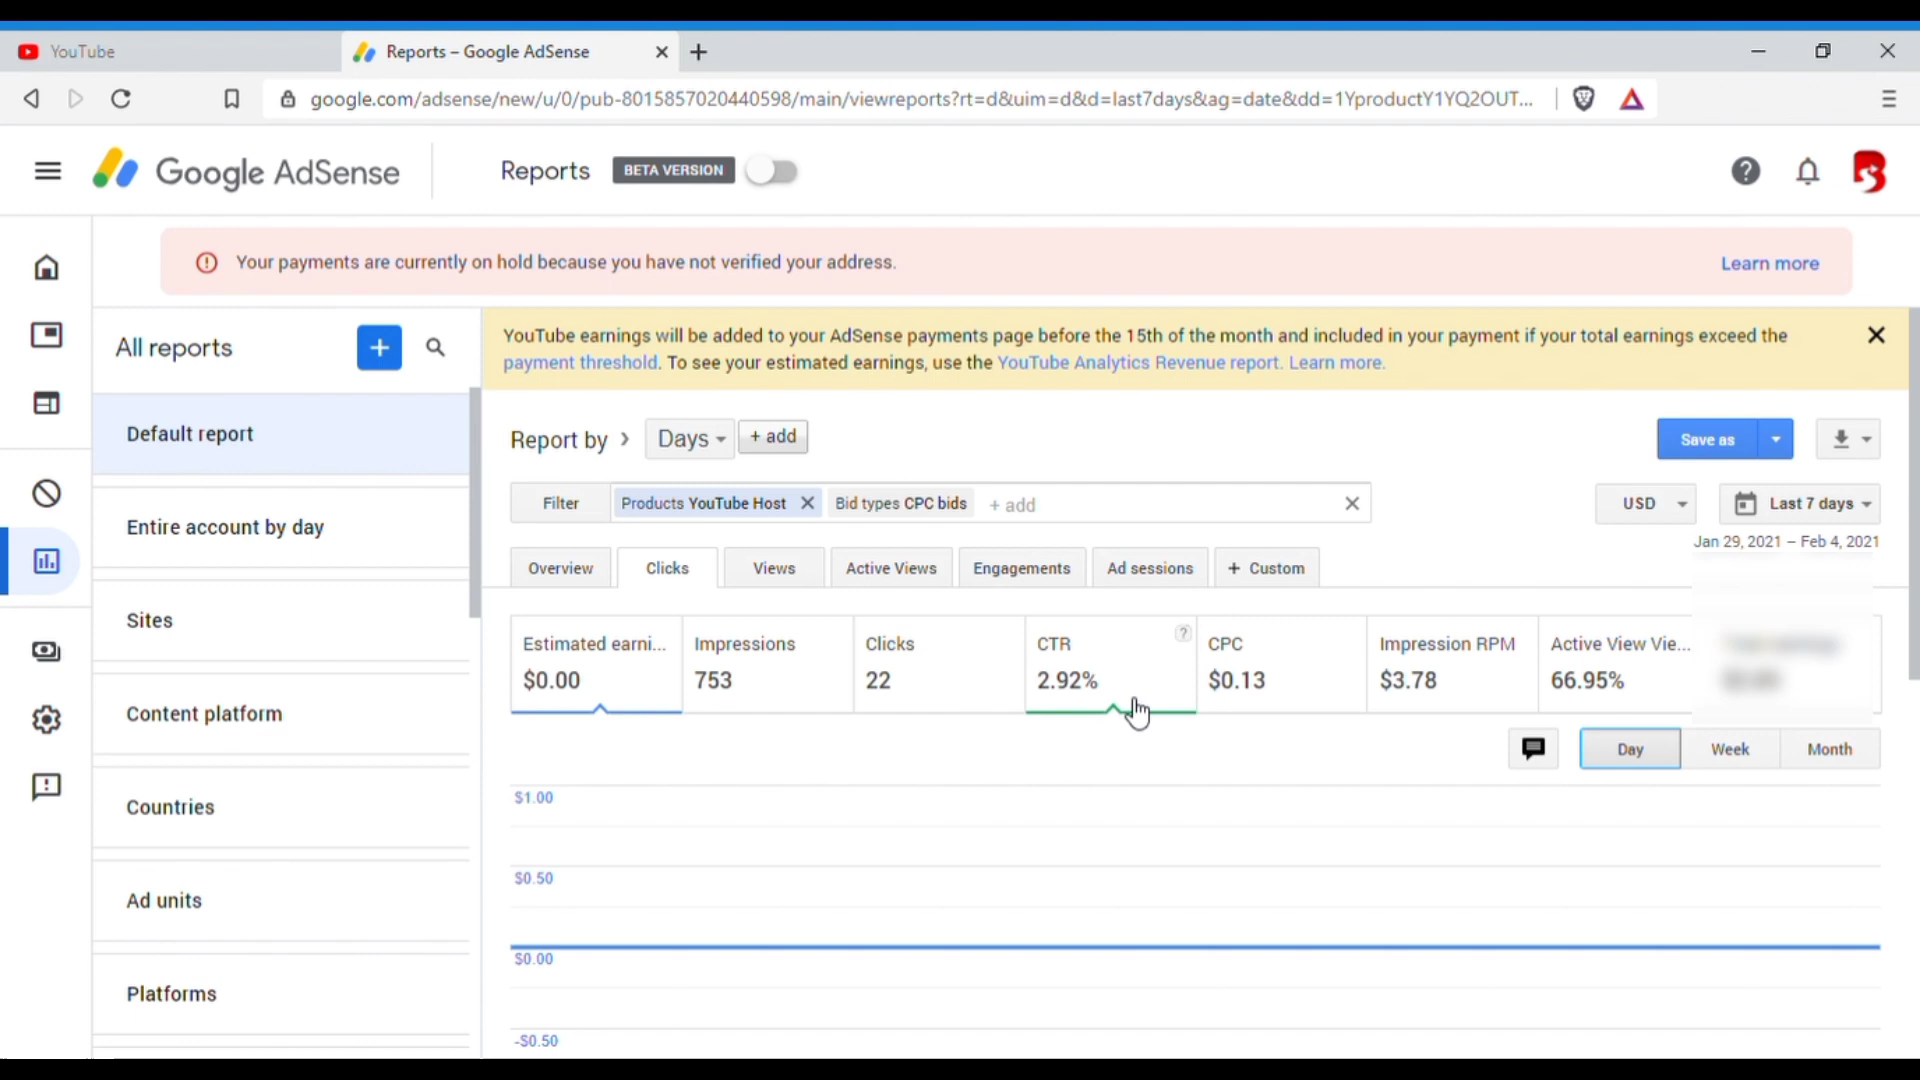 YouTube
Reports – Google AdSense
google.com/adsense/new/u/0/pub-8015857020440598/main/viewreports?rt=d&uim=d&d=last7days&ag=date&dd=1YproductY1YQ2OUT...
Google AdSense
Reports
BETA VERSION
Your payments are currently on hold because you have not verified your address.
Learn more
All reports
Default report
Entire account by day
Sites
Content platform
Countries
Ad units
Platforms
YouTube earnings will be added to your AdSense payments page before the 15th of the month and included in your payment if your total earnings exceed the
payment threshold. To see your estimated earnings, use the YouTube Analytics Revenue report. Learn more.
Report by › Days + add
Save as
Filter Products YouTube Host Bid types CPC bids + add
USD Last 7 days
Jan 29, 2021 – Feb 4, 2021
Overview Clicks Views Active Views Engagements Ad sessions + Custom
Estimated earni... Impressions Clicks CTR ? CPC Impression RPM Active View Vie...
$0.00 753 22 2.92% $0.13 $3.78 66.95%
Day Week Month
$1.00
$0.50
$0.00
-$0.50